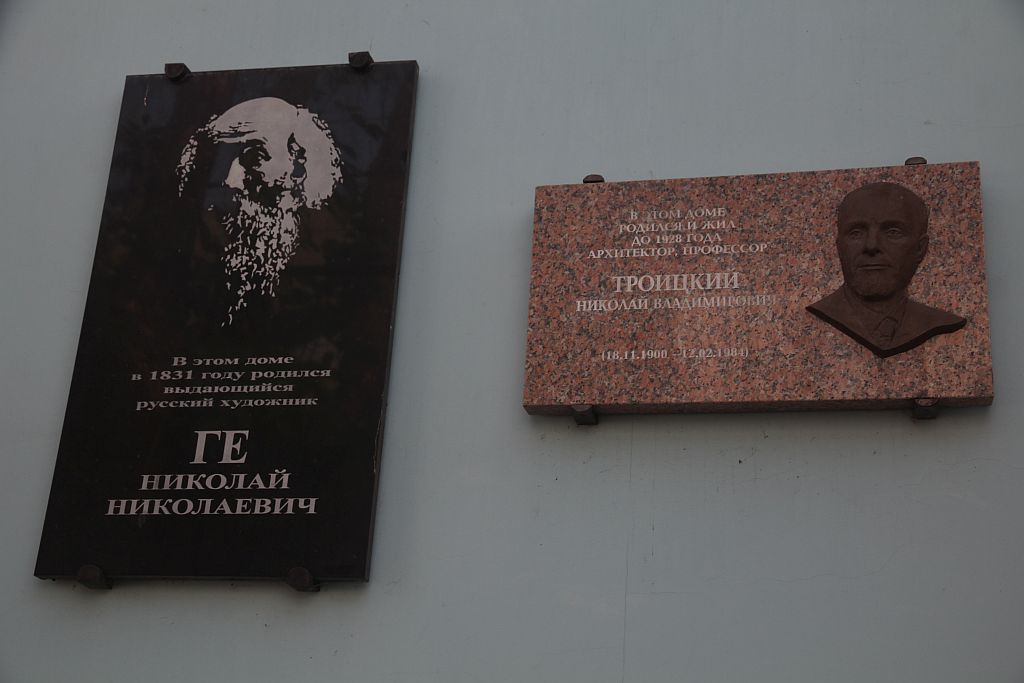 В этом доме
в 1831 году родился
выдающийся
русский художник
ГЕ
НИКОЛАЙ
НИКОЛАЕВИЧ
В ЭТОМ ДОМЕ
РОДИЛСЯ И ЖИЛ
ДО 1928 ГОДА
АРХИТЕКТОР, ПРОФЕССОР
ТРОИЦКИЙ
НИКОЛАЙ ВЛАДИМИРОВИЧ
(18.11.1900 - 12.02.1984)